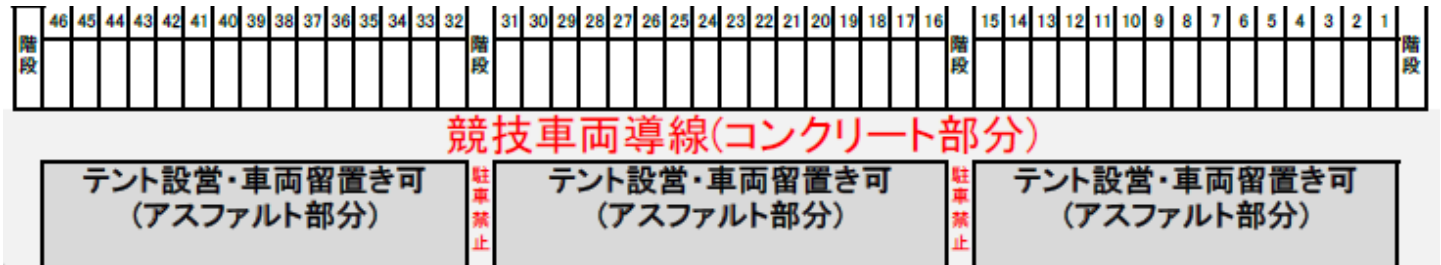 46 45 44 43 42 41 40 39 38 37 36 35 34 33 32 31 30 29 28 27 26 25 24 23 22 21 20 19 18 17 16 15 14 13 12 11 10 9 8 7 6 5 4 3 2 1
階段 階段 階段 階段
競技車両導線(コンクリート部分)
テント設営・車両留置き可 駐車禁止 テント設営・車両留置き可 駐車禁止 テント設営・車両留置き可
(アスファルト部分) (アスファルト部分) (アスファルト部分)